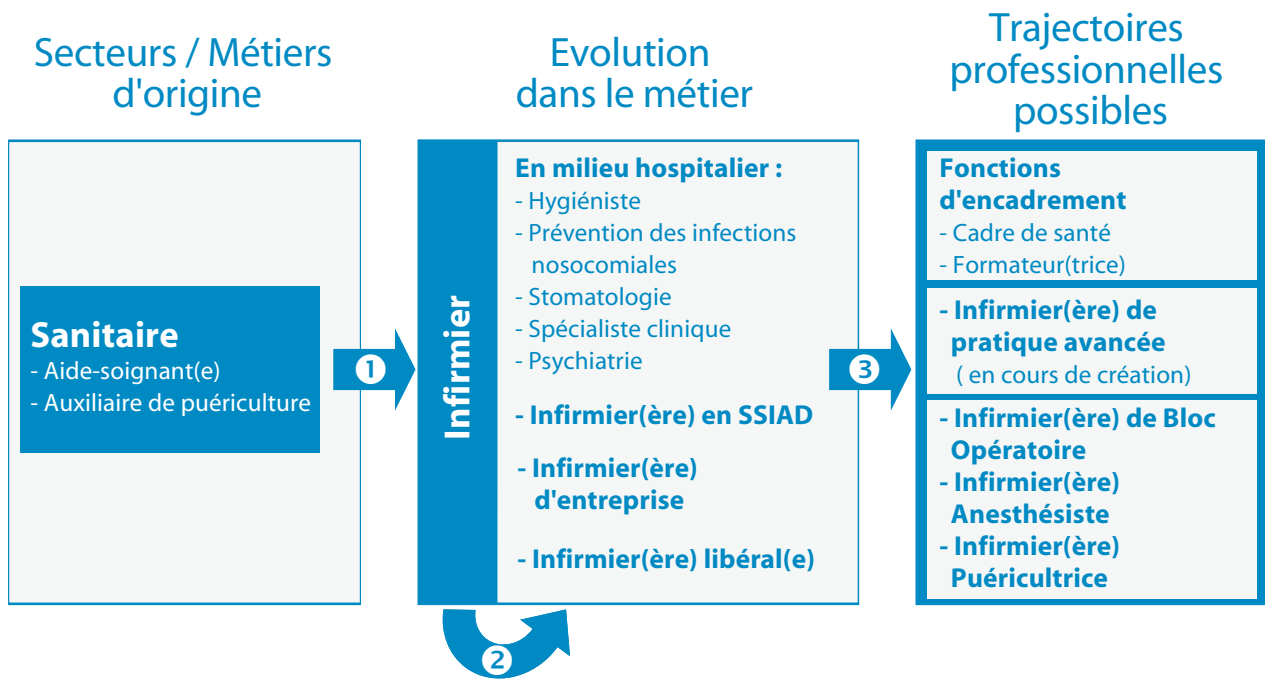 Secteurs / Métiers
d'origine
Sanitaire
- Aide-soignant(e)
- Auxiliaire de puériculture
1
Evolution
dans le métier
Infirmier
En milieu hospitalier :
- Hygiéniste
- Prévention des infections
nosocomiales
- Stomatologie
- Spécialiste clinique
- Psychiatrie
- Infirmier(ère) en SSIAD
- Infirmier(ère)
d'entreprise
- Infirmier(ère) libéral(e)
2
3
Trajectoires
professionnelles
possibles
Fonctions
d'encadrement
- Cadre de santé
- Formateur(trice)
- Infirmier(ère) de
pratique avancée
( en cours de création)
- Infirmier(ère) de Bloc
Opératoire
- Infirmier(ère)
Anesthésiste
- Infirmier(ère)
Puéricultrice